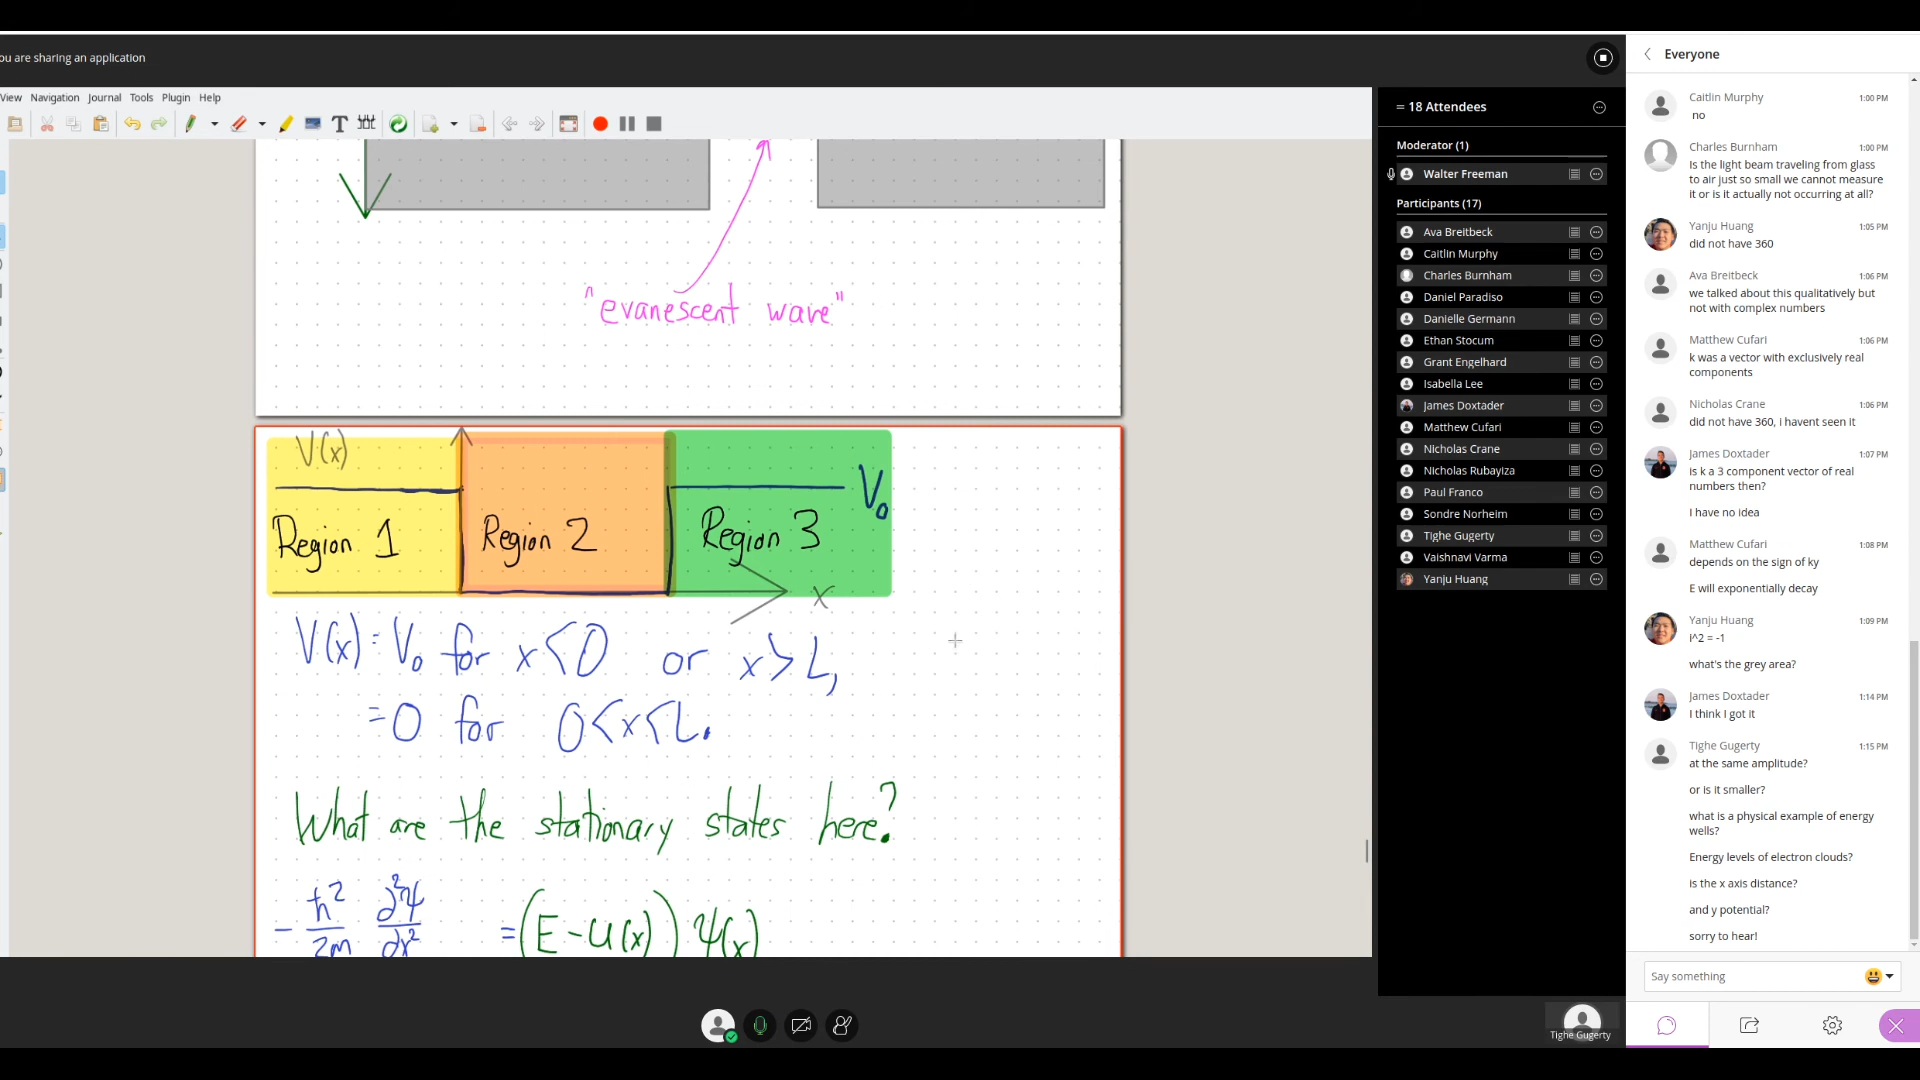 ou are sharing an application
View Navigation Journal Tools Plugin Help
"evanescent wave"
V(x)
V₀
Region 1
Region 2
Region 3
x
V(x) = V₀ for x<0 or x>L,
=0 for 0<x<L.
What are the stationary states here?
- ħ²/2m ∂²ψ/dx² = (E - U(x)) ψ(x)
18 Attendees
Moderator (1)
Walter Freeman
Participants (17)
Ava Breitbeck
Caitlin Murphy
Charles Burnham
Daniel Paradiso
Danielle Germann
Ethan Stocum
Grant Engelhard
Isabella Lee
James Doxtader
Matthew Cufari
Nicholas Crane
Nicholas Rubayiza
Paul Franco
Sondre Norheim
Tighe Gugerty
Vaishnavi Varma
Yanju Huang
Tighe Gugerty
Everyone
Caitlin Murphy 1:00 PM
no
Charles Burnham 1:00 PM
Is the light beam traveling from glass
to air just so small we cannot measure
it or is it actually not occurring at all?
Yanju Huang 1:05 PM
did not have 360
Ava Breitbeck 1:06 PM
we talked about this qualitatively but
not with complex numbers
Matthew Cufari 1:06 PM
k was a vector with exclusively real
components
Nicholas Crane 1:06 PM
did not have 360, i havent seen it
James Doxtader 1:07 PM
is k a 3 component vector of real
numbers then?
I have no idea
Matthew Cufari 1:08 PM
depends on the sign of ky
E will exponentially decay
Yanju Huang 1:09 PM
i^2 = -1
what's the grey area?
James Doxtader 1:14 PM
I think I got it
Tighe Gugerty 1:15 PM
at the same amplitude?
or is it smaller?
what is a physical example of energy
wells?
Energy levels of electron clouds?
is the x axis distance?
and y potential?
sorry to hear!
Say something